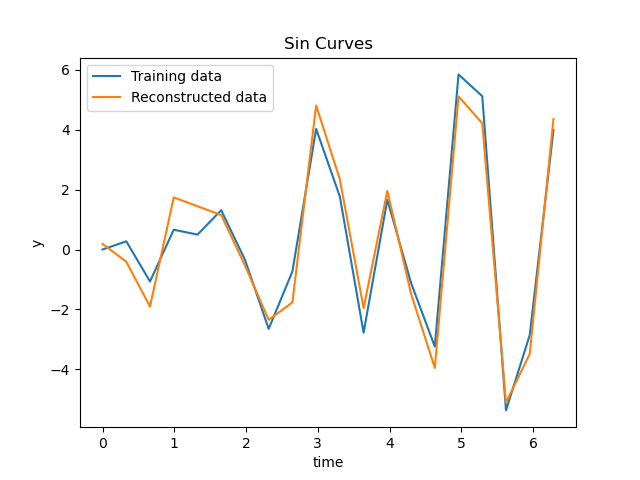 Sin Curves
Training data
Reconstructed data
6
4
2
0
−2
−4
y
0 1 2 3 4 5 6
time